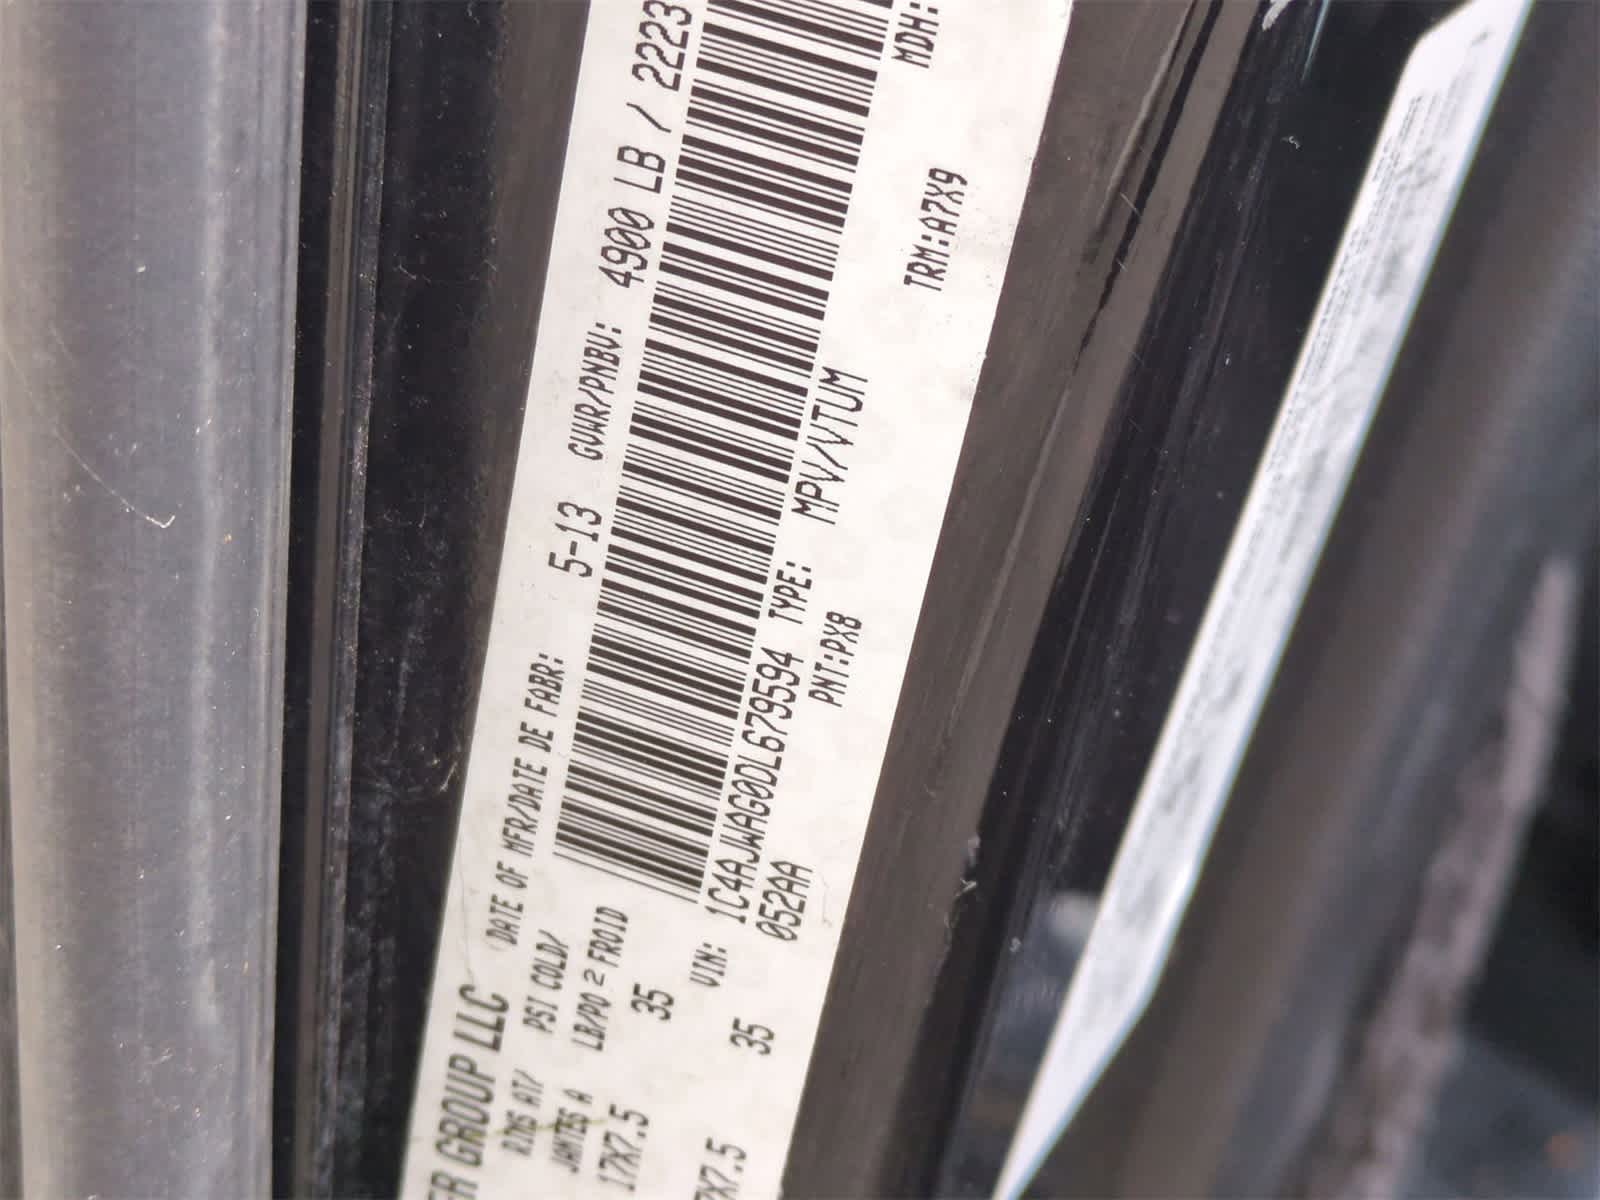 ER GROUP LLC
DATE OF MFR/DATE DE FABR: 5-13 GVWR/PNBV: 4900 LB / 2223
RIMS AT/ PSI COLD/
JANTES A LB/PO 2 FROID
17X7.5 35
VIN: 1C4AJWAG0DL679594 TYPE: MPV/VTUM
7X7.5 35 052AA PNT:PX8 TRM:A7X9 MDH: